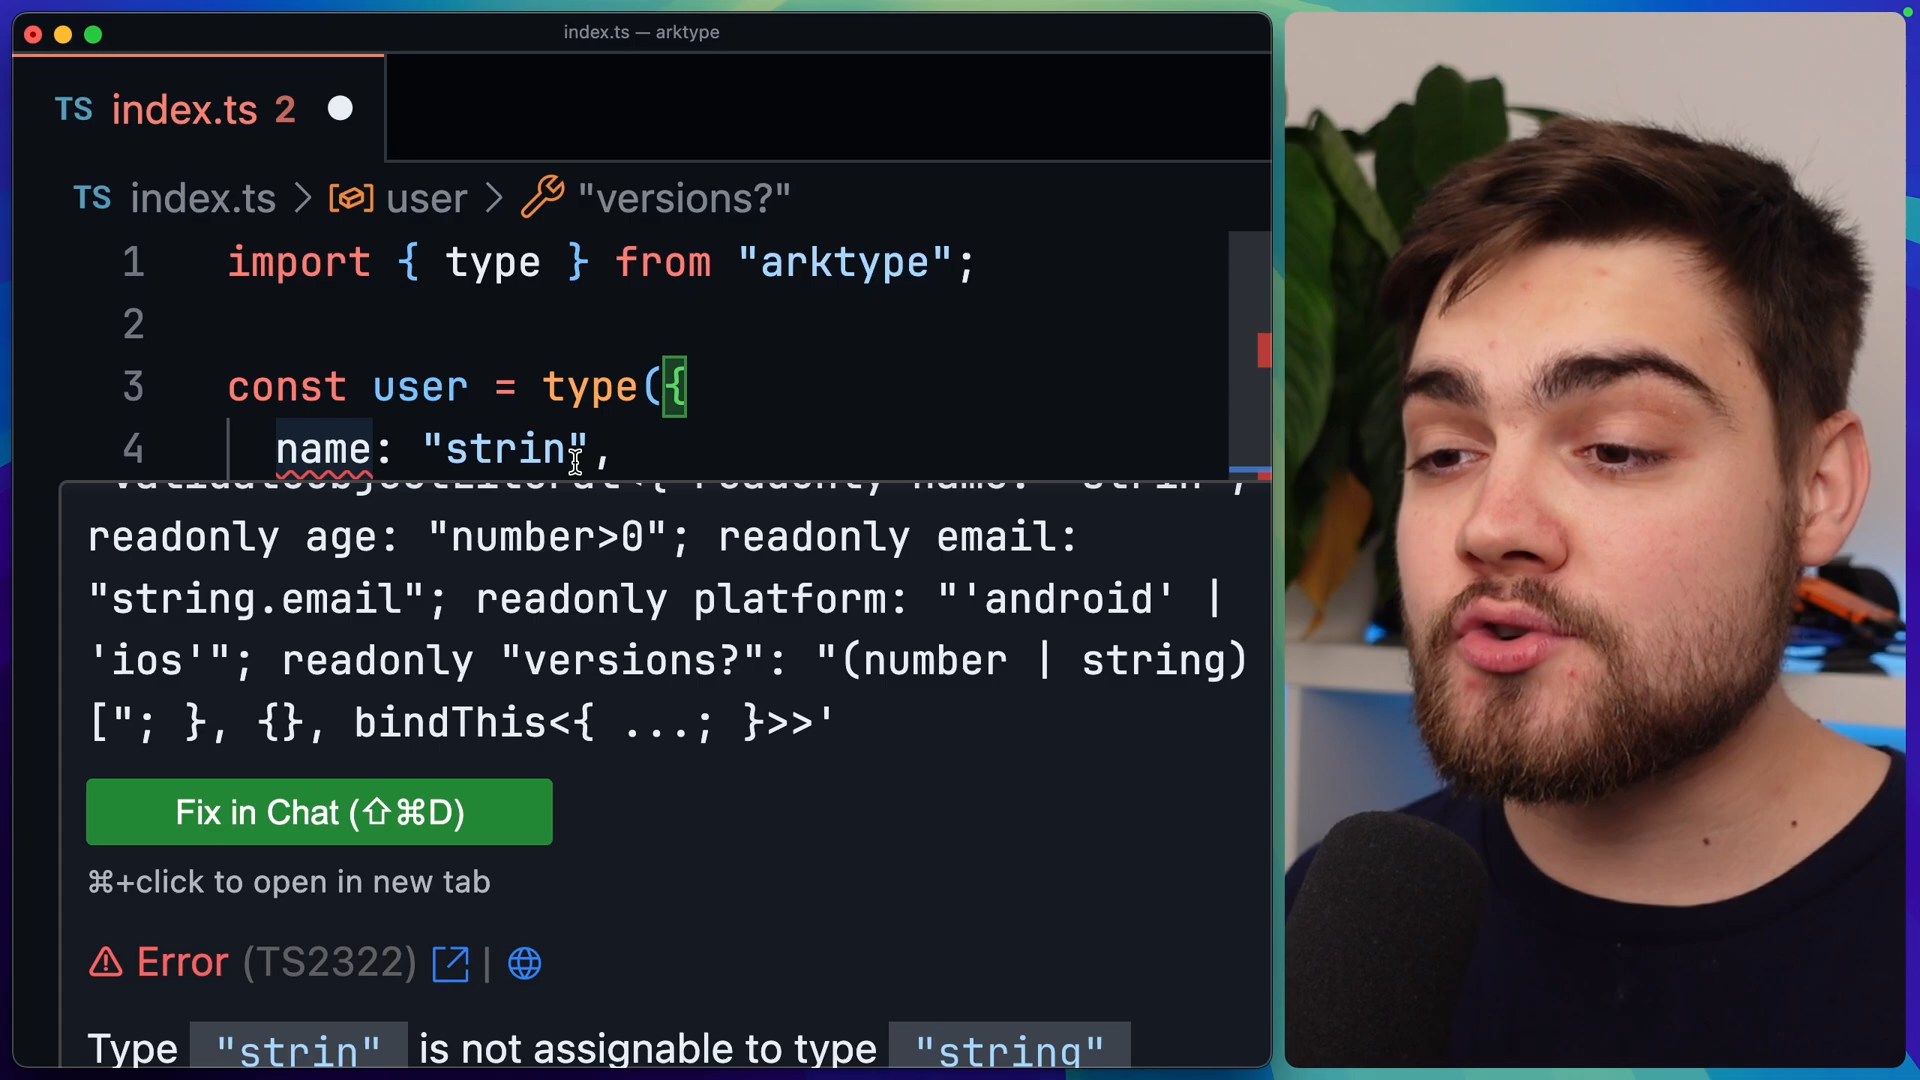 index.ts — arktype
TS index.ts 2
TS index.ts > user > "versions?"
1 import { type } from "arktype";
2
3 const user = type({
4 name: "strin",
readonly name: "strin";
readonly age: "number>0"; readonly email:
"string.email"; readonly platform: "'android' |
'ios'"; readonly "versions?": "(number | string)
["; }, {}, bindThis<{ ...; }>>'
Fix in Chat (⇧⌘D)
⌘+click to open in new tab
Error (TS2322) |
Type "strin" is not assignable to type "string"